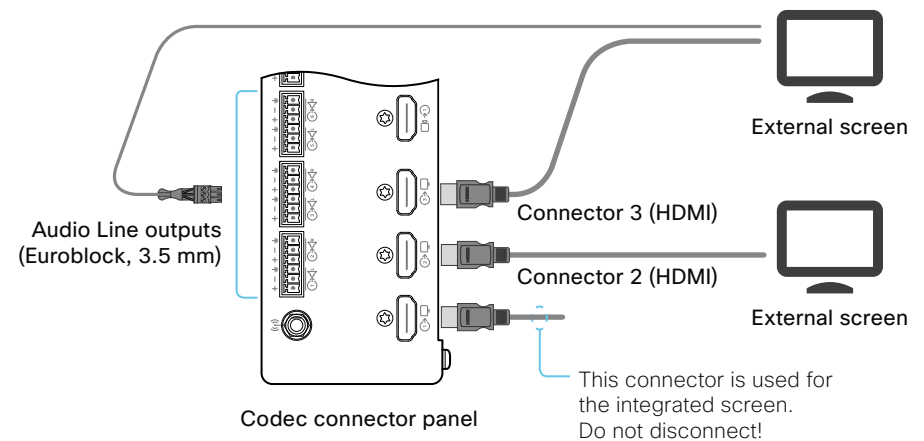 External screen
Connector 3 (HDMI)
Audio Line outputs
(Euroblock, 3.5 mm)
Connector 2 (HDMI)
External screen
This connector is used for
the integrated screen.
Do not disconnect!
Codec connector panel